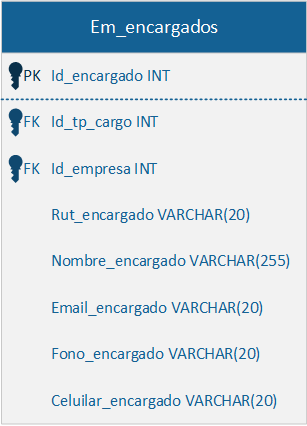 Em_encargados
PK Id_encargado INT
FK Id_tp_cargo INT
FK Id_empresa INT
Rut_encargado VARCHAR(20)
Nombre_encargado VARCHAR(255)
Email_encargado VARCHAR(20)
Fono_encargado VARCHAR(20)
Celuilar_encargado VARCHAR(20)